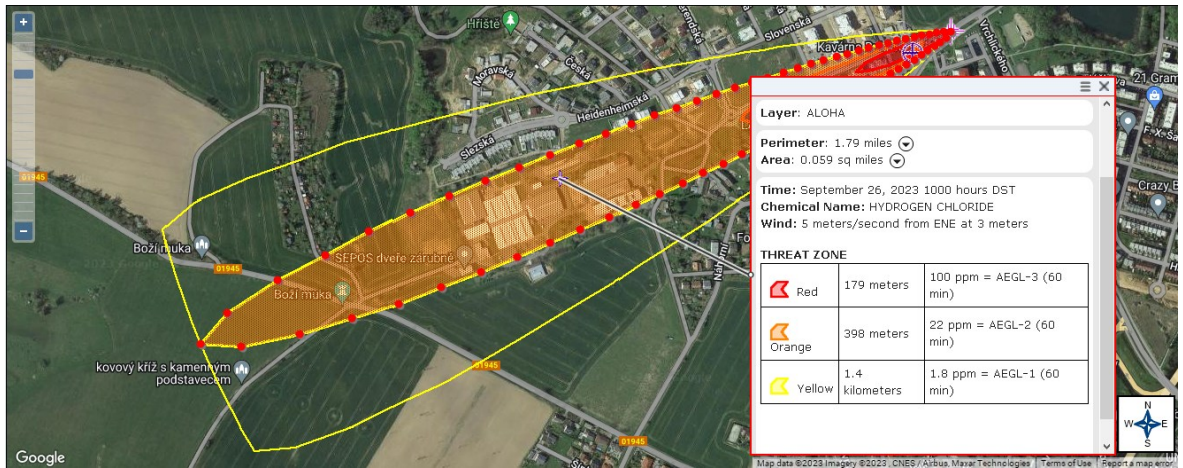 Hřiště
Slovenská
Česká
Moravská
Heidenheimská
Slezská
Vrchlického
21 Gram
Crazy B
01945
Boží muka
SEPOS dveře zárubně
Boží muka
01945
kovový kříž s kamenným
podstavcem
01945
01945
Náhorní
Google
Layer: ALOHA
Perimeter: 1.79 miles
Area: 0.059 sq miles
Time: September 26, 2023 1000 hours DST
Chemical Name: HYDROGEN CHLORIDE
Wind: 5 meters/second from ENE at 3 meters
THREAT ZONE
Red 179 meters 100 ppm = AEGL-3 (60 min)
Orange 398 meters 22 ppm = AEGL-2 (60 min)
Yellow 1.4 kilometers 1.8 ppm = AEGL-1 (60 min)
N
W E
S
Map data ©2023 Imagery ©2023 , CNES / Airbus, Maxar Technologies Terms of Use Report a map error